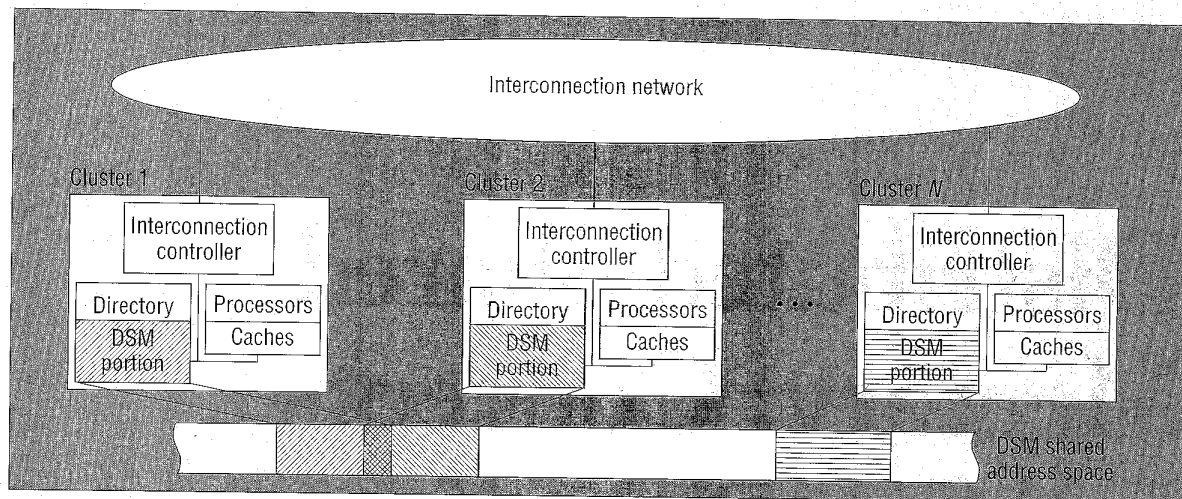 Interconnection network
Cluster 1
Interconnection
controller
Directory
DSM
portion
Processors
Caches
Cluster 2
Interconnection
controller
Directory
DSM
portion
Processors
Caches
...
Cluster N
Interconnection
controller
Directory
DSM
portion
Processors
Caches
DSM shared
address space